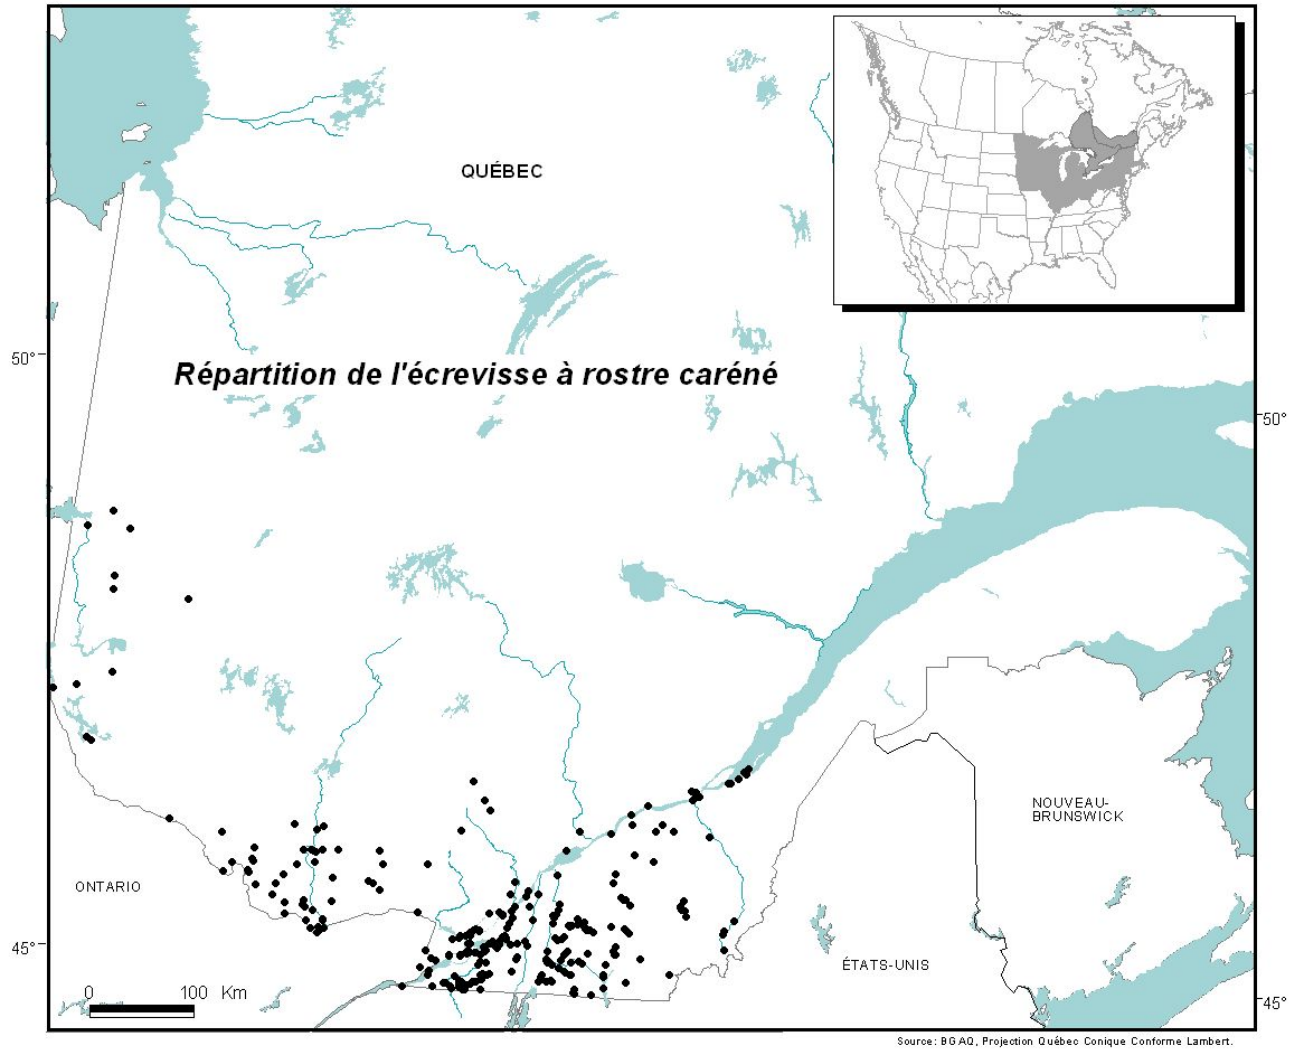 QUÉBEC
50°
Répartition de l'écrevisse à rostre caréné
50°
NOUVEAU-
BRUNSWICK
ONTARIO
45°
ÉTATS-UNIS
0 100 Km
45°
Source: BGAQ, Projection Québec Conique Conforme Lambert.